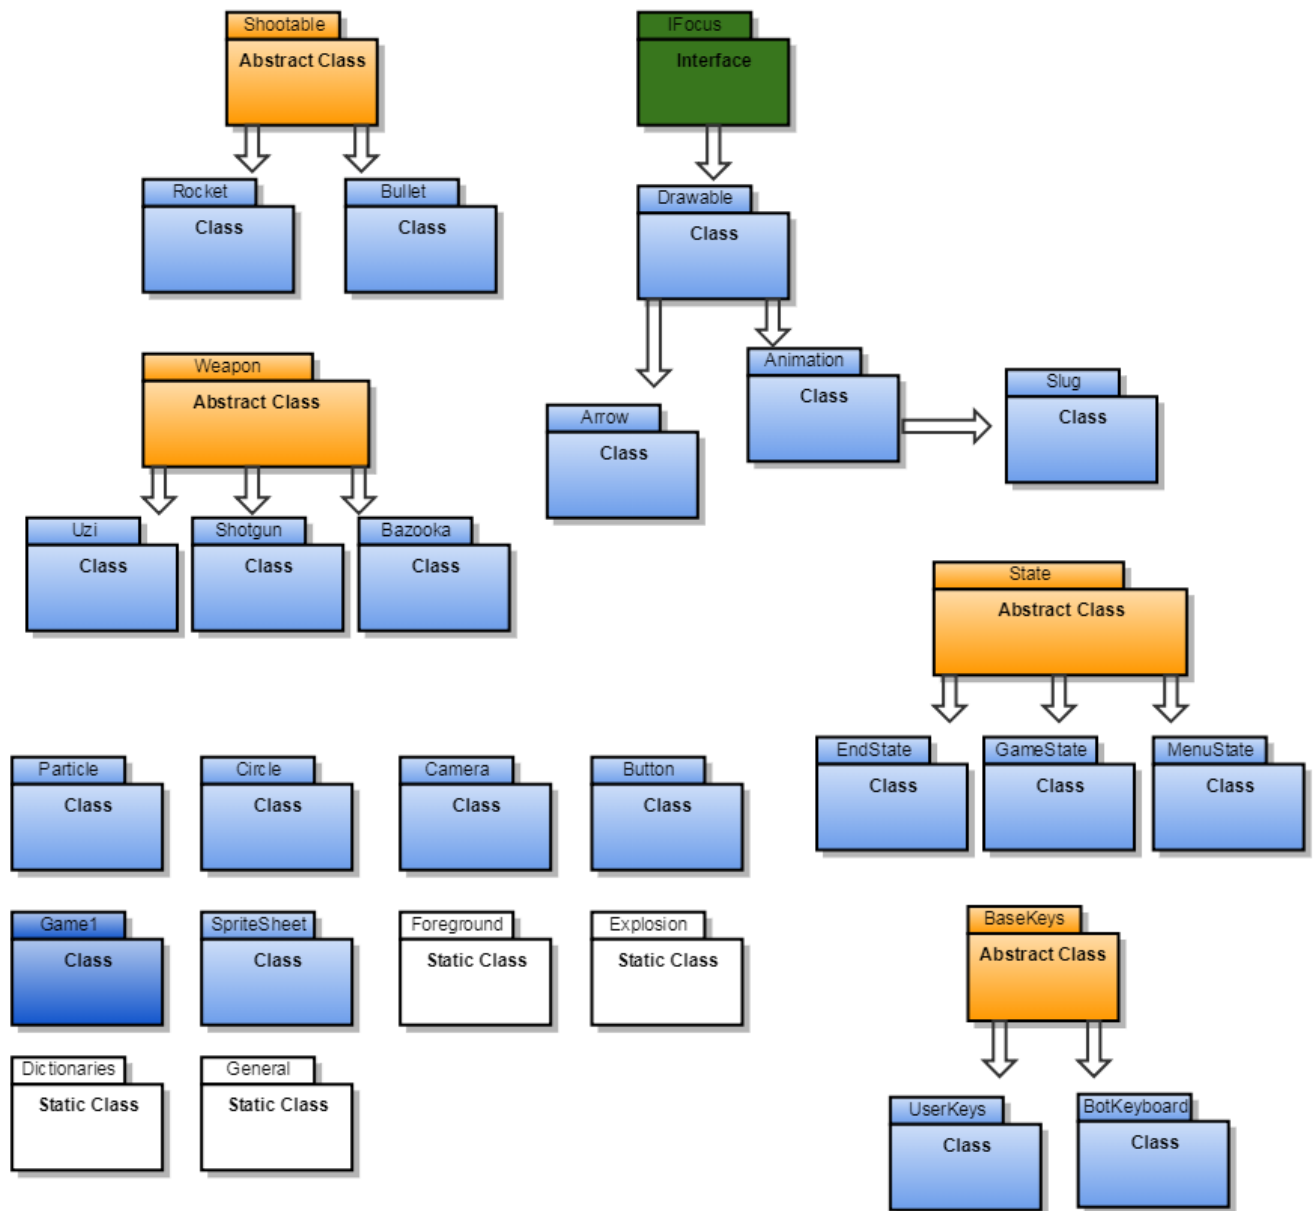 Shootable
Abstract Class
IFocus
Interface
Rocket
Class
Bullet
Class
Drawable
Class
Weapon
Abstract Class
Animation
Class
Slug
Class
Arrow
Class
Uzi
Class
Shotgun
Class
Bazooka
Class
State
Abstract Class
EndState
Class
GameState
Class
MenuState
Class
Particle
Class
Circle
Class
Camera
Class
Button
Class
Game1
Class
SpriteSheet
Class
Foreground
Static Class
Explosion
Static Class
BaseKeys
Abstract Class
Dictionaries
Static Class
General
Static Class
UserKeys
Class
BotKeyboard
Class